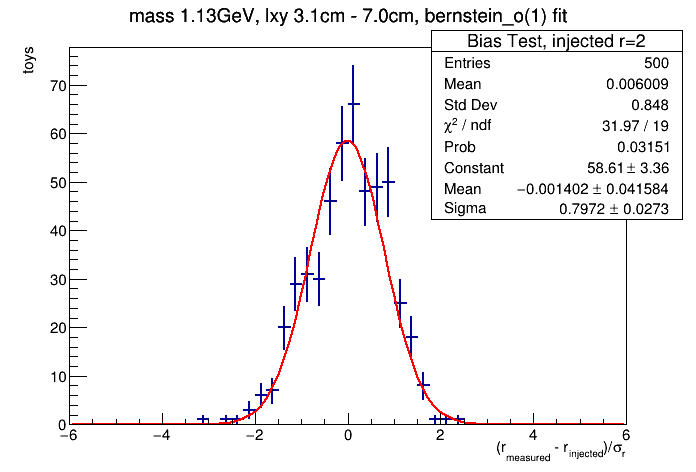 mass 1.13GeV, lxy 3.1cm - 7.0cm, bernstein_o(1) fit
Bias Test, injected r=2
Entries 500
Mean 0.006009
Std Dev 0.848
χ² / ndf 31.97 / 19
Prob 0.03151
Constant 58.61 ± 3.36
Mean −0.001402 ± 0.041584
Sigma 0.7972 ± 0.0273
toys
70
60
50
40
30
20
10
0
−6 −4 −2 0 2 4 6
(r_measured - r_injected)/σ_r